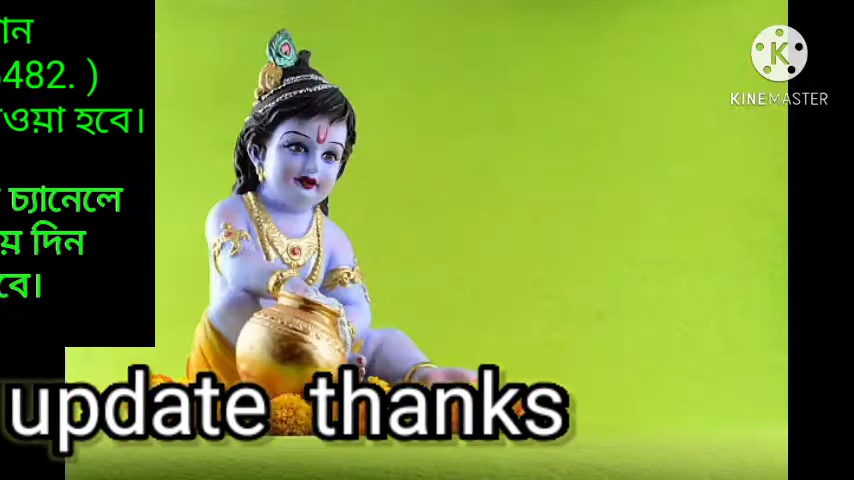 482. )
ওয়া হবে।
চ্যানেলে
দিন
KINEMASTER
update thanks